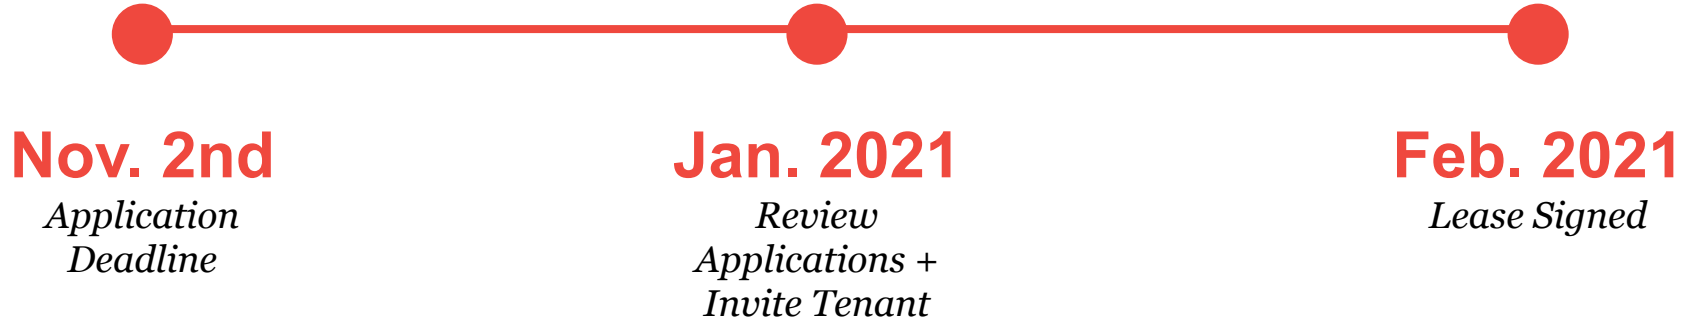 Nov. 2nd
Application
Deadline
Jan. 2021
Review
Applications +
Invite Tenant
Feb. 2021
Lease Signed